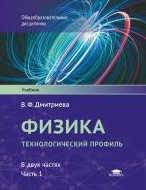 Общеобразовательные
дисциплины
Учебник
В. Ф. Дмитриева
ФИЗИКА
ТЕХНОЛОГИЧЕСКИЙ ПРОФИЛЬ
В двух частях
Часть 1